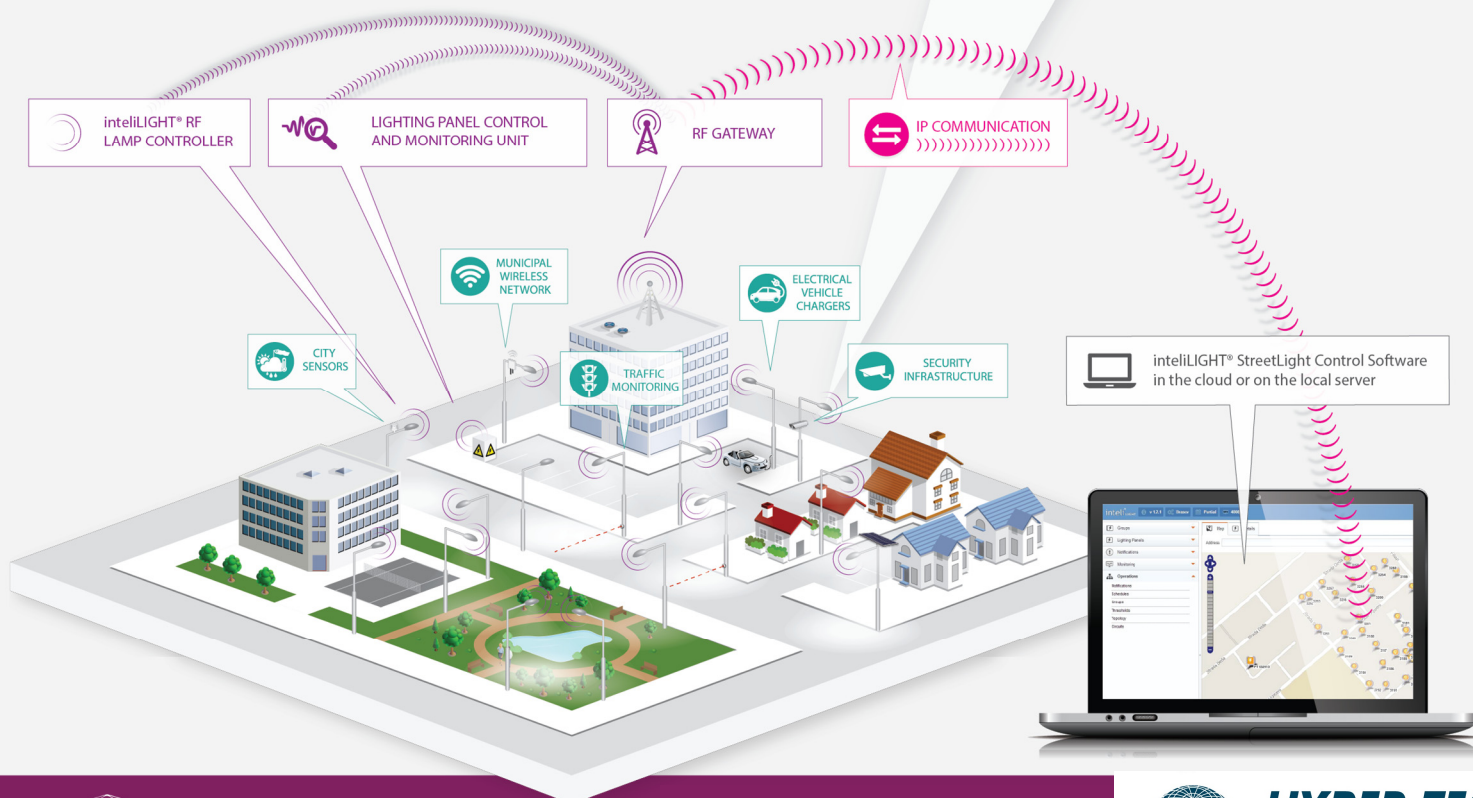 inteliLIGHT® RF
LAMP CONTROLLER
LIGHTING PANEL CONTROL
AND MONITORING UNIT
RF GATEWAY
IP COMMUNICATION
MUNICIPAL
WIRELESS
NETWORK
ELECTRICAL
VEHICLE
CHARGERS
CITY
SENSORS
TRAFFIC
MONITORING
SECURITY
INFRASTRUCTURE
inteliLIGHT® StreetLight Control Software
in the cloud or on the local server
Groups
Lighting Panels
Notifications
Monitoring
Operations
Notifications
Schedules
Groups
Thresholds
Topology
Map
Address